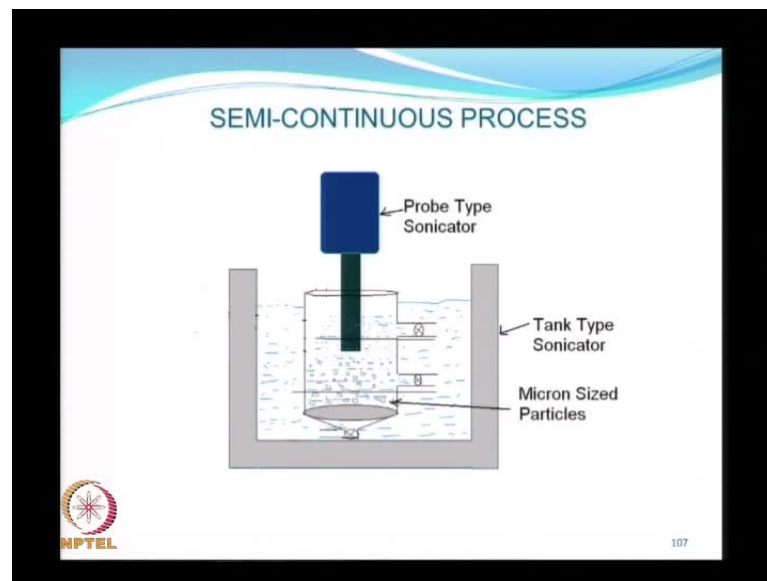 SEMI-CONTINUOUS PROCESS
Probe Type
Sonicator
Tank Type
Sonicator
Micron Sized
Particles
NPTEL
107